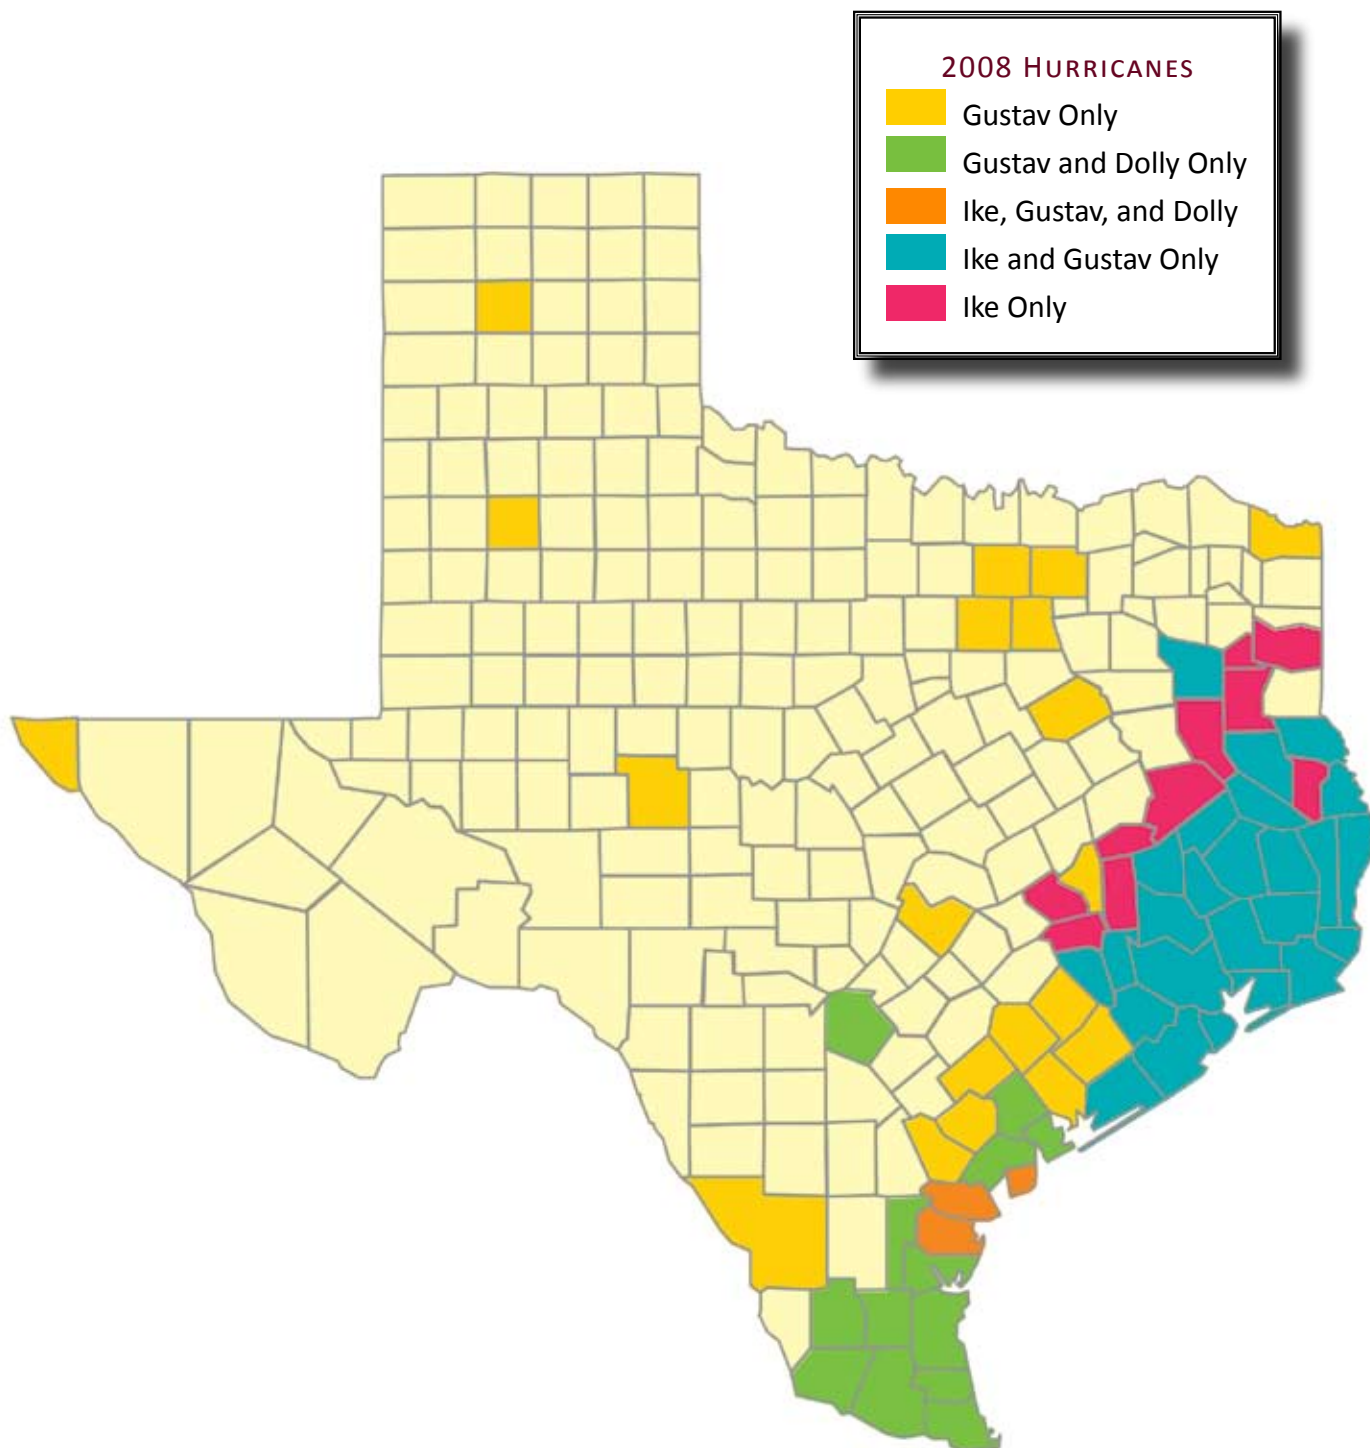 2008 HURRICANES
Gustav Only
Gustav and Dolly Only
Ike, Gustav, and Dolly
Ike and Gustav Only
Ike Only